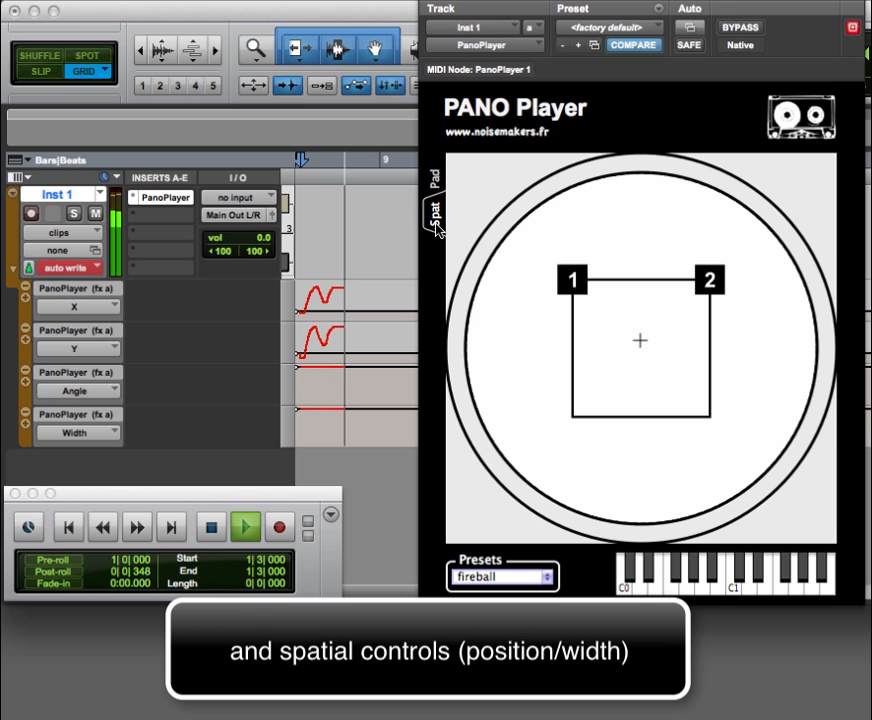 Track
Preset
Auto
Inst 1
a
<factory default>
BYPASS
PanoPlayer
- +
COMPARE
SAFE
Native
MIDI Node: PanoPlayer 1
SHUFFLE
SPOT
SLIP
GRID
1 2 3 4 5
PANO Player
www.noisemakers.fr
Bars|Beats
9
INSERTS A-E
I / O
Inst 1
PanoPlayer
no input
S
M
Main Out L/R
clips
vol
0.0
none
100
100
auto write
3
Pad
Spat
1
2
PanoPlayer (fx a)
X
PanoPlayer (fx a)
Y
PanoPlayer (fx a)
Angle
PanoPlayer (fx a)
Width
Pre-roll
1| 0| 000
Start
1| 3| 000
Post-roll
0| 0| 348
End
1| 3| 000
Fade-in
0:00.000
Length
0| 0| 000
Presets
fireball
C0
C1
and spatial controls (position/width)